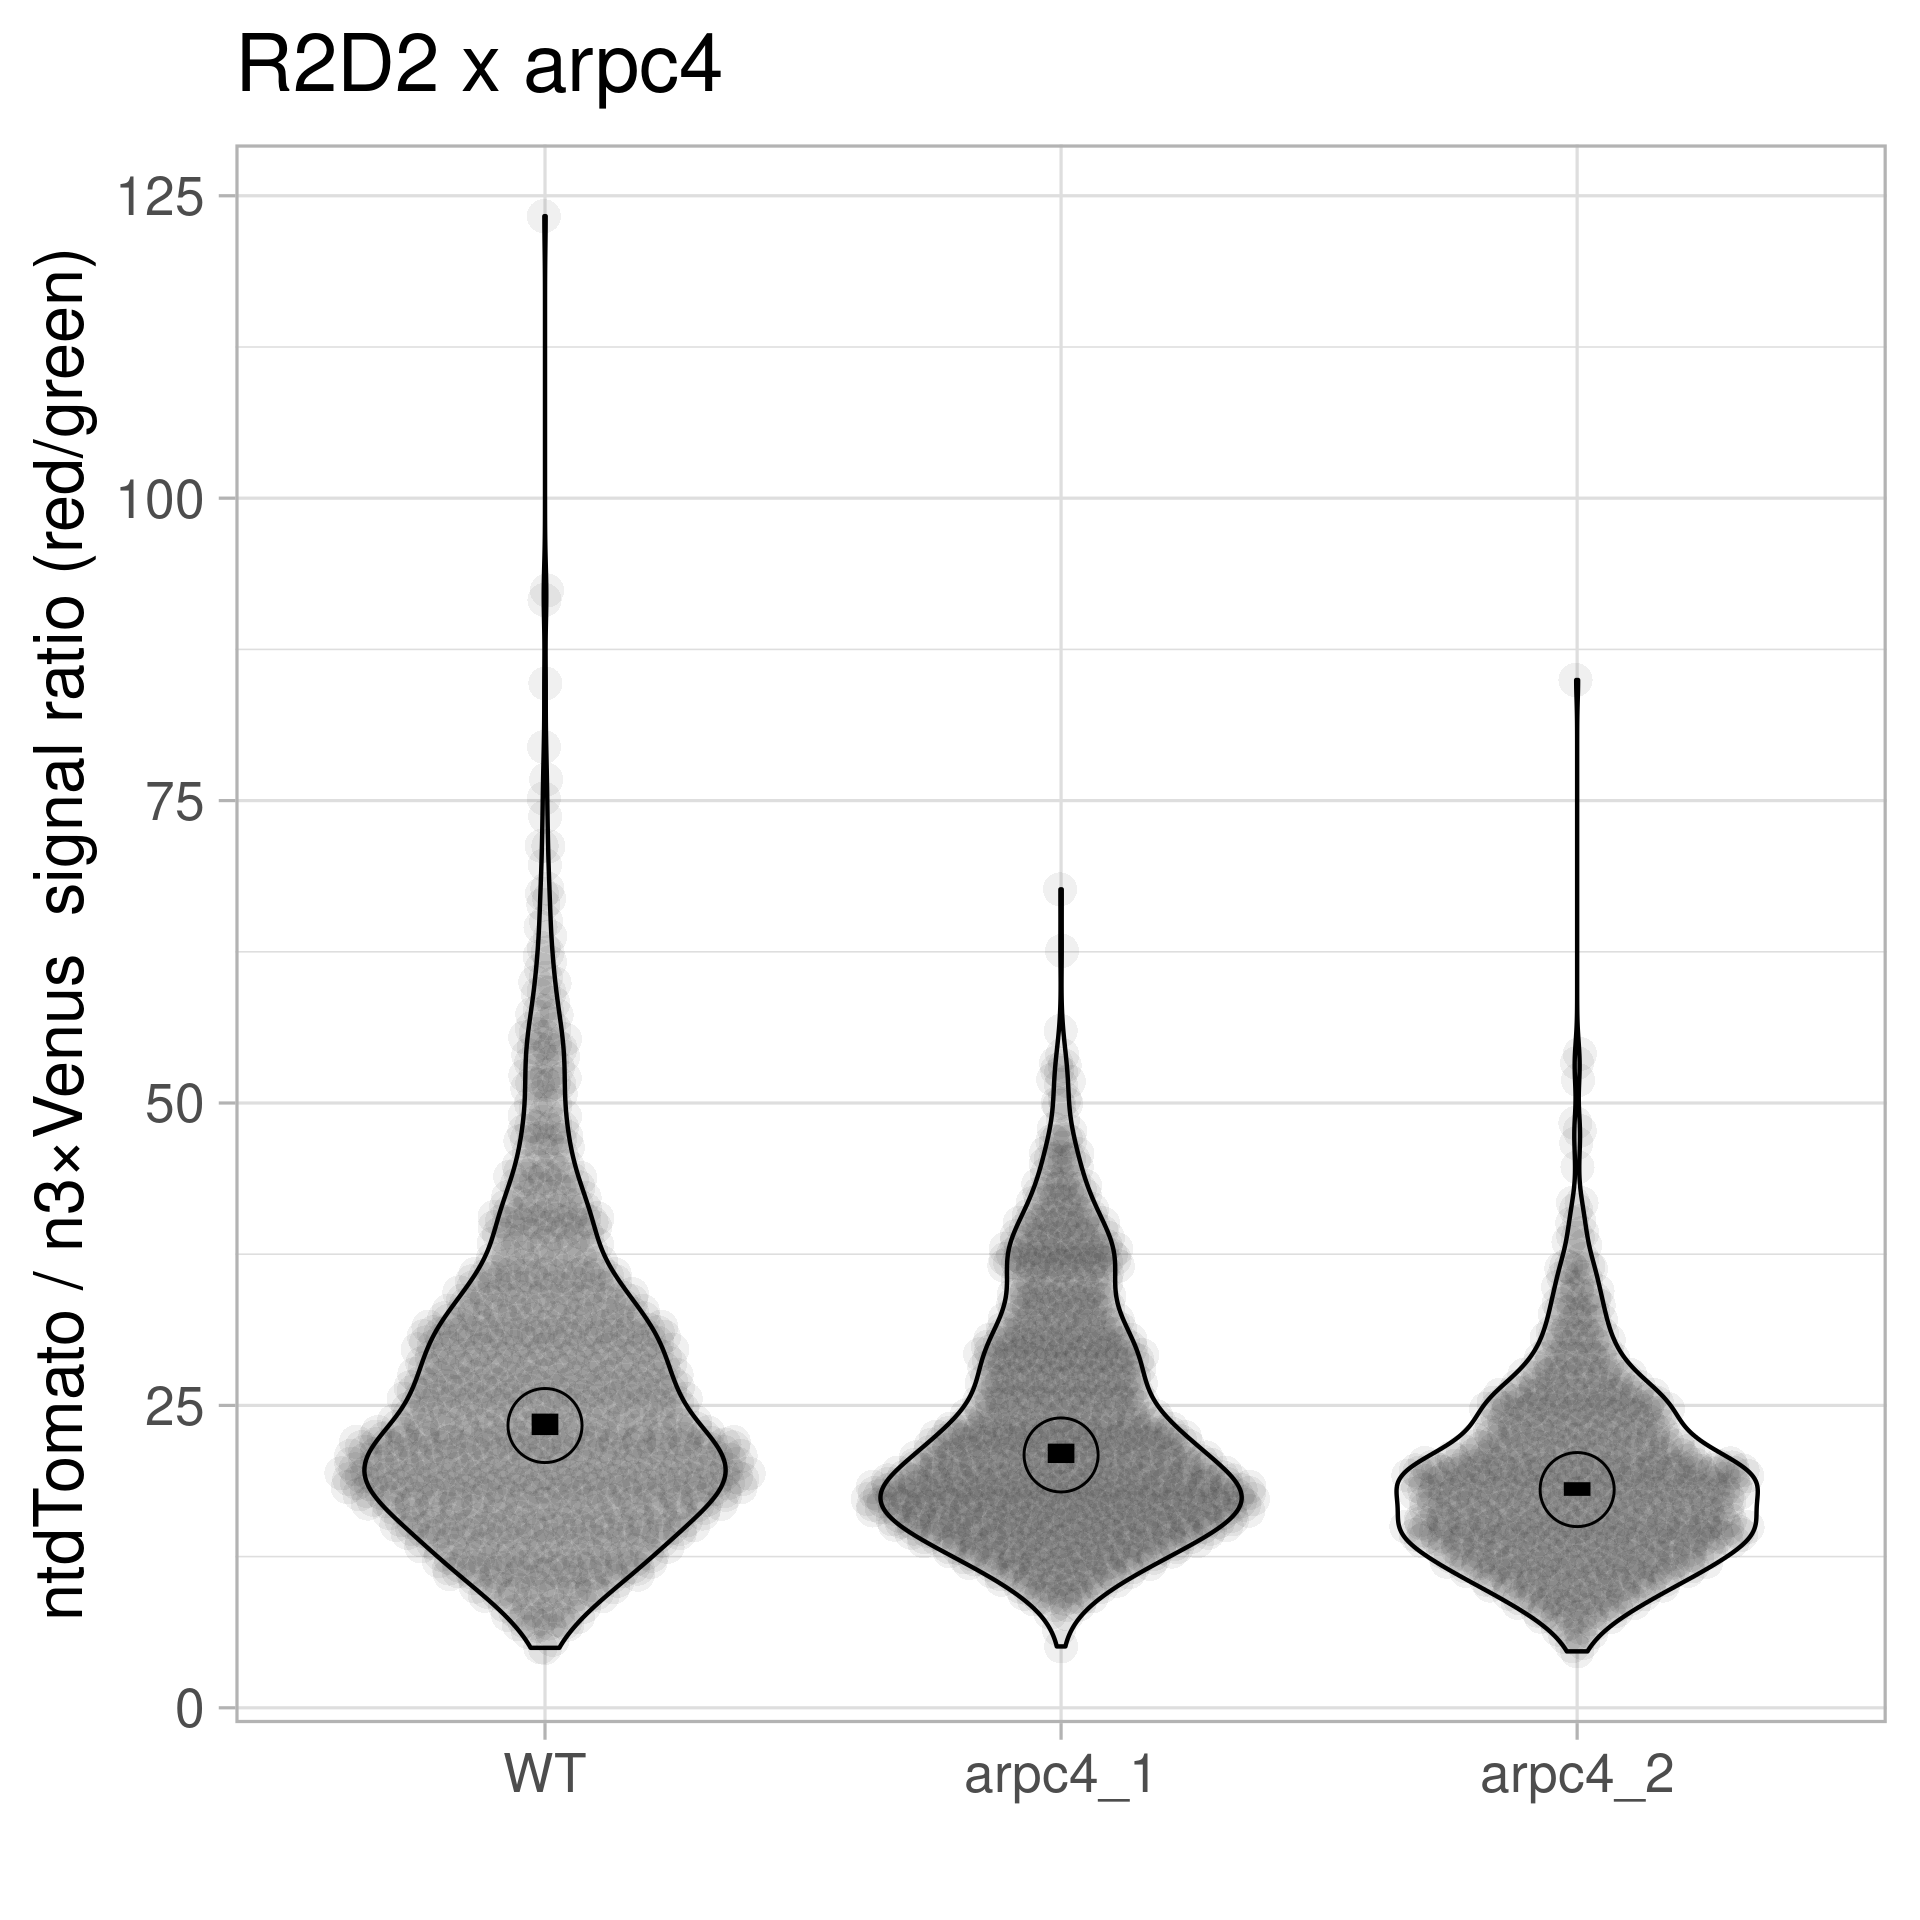 R2D2 x arpc4
ntdTomato / n3×Venus  signal ratio (red/green)
125
100
75
50
25
0
WT
arpc4_1
arpc4_2